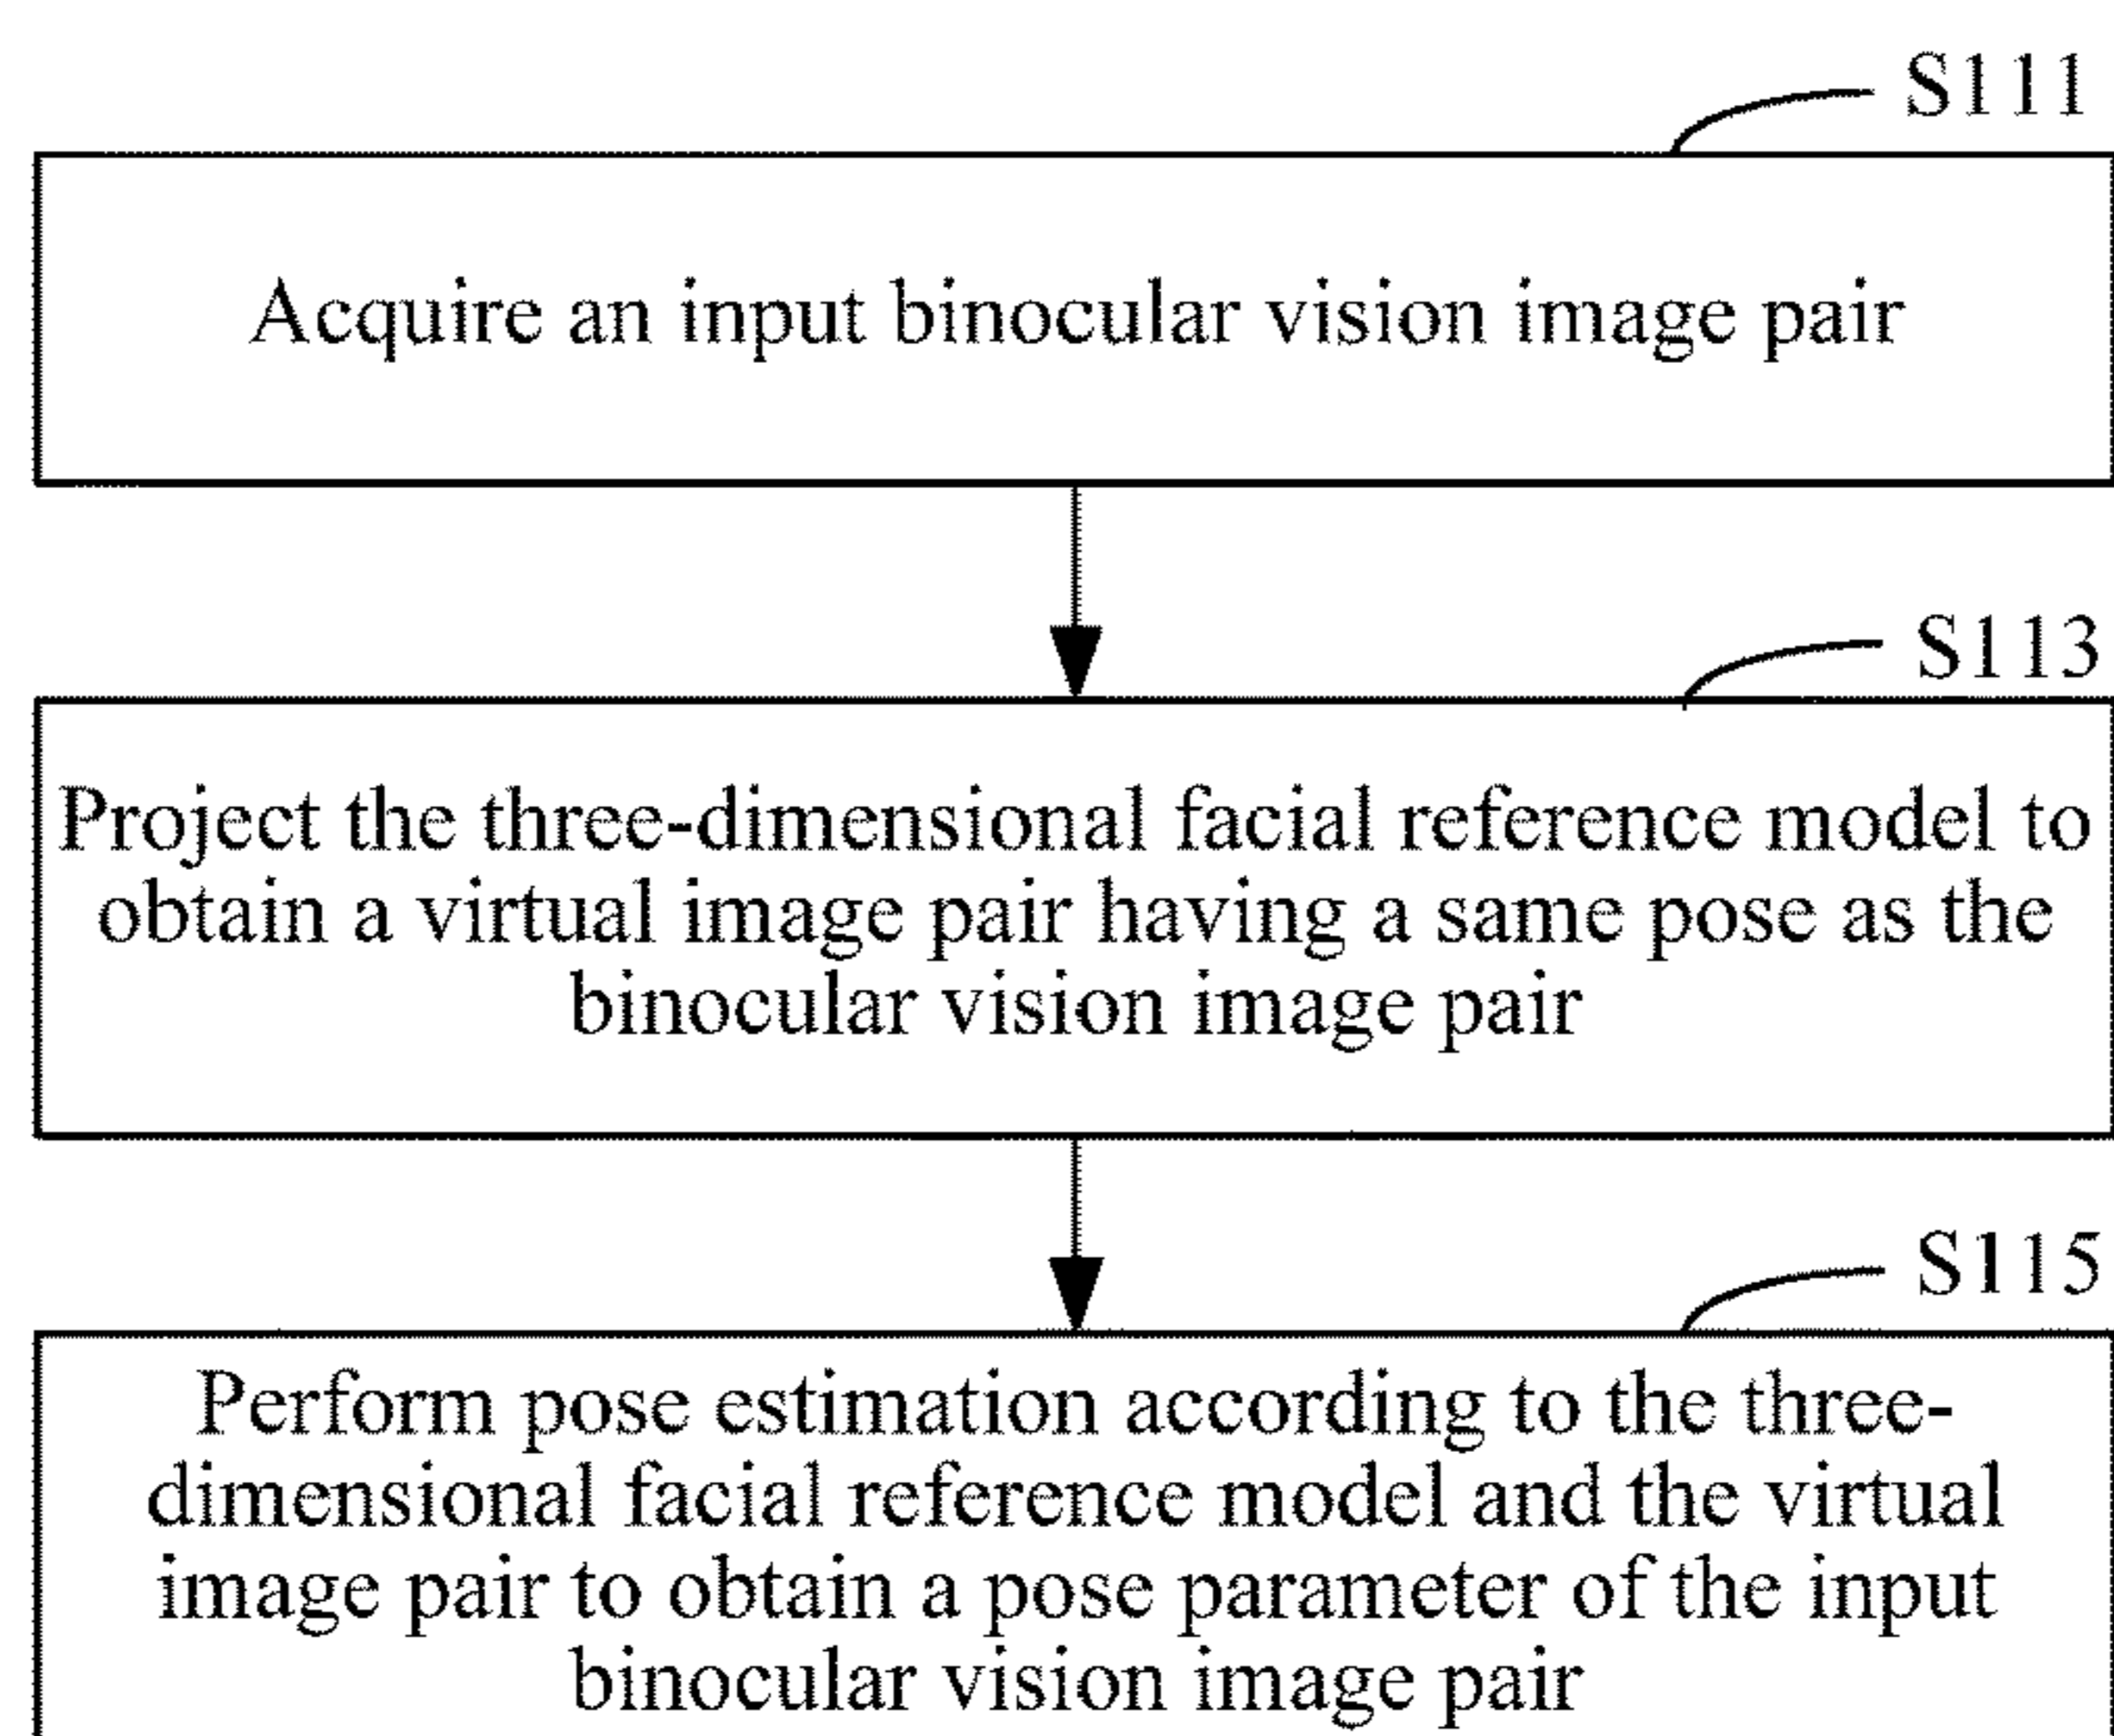 S111
Acquire an input binocular vision image pair
S113
Project the three-dimensional facial reference model to
obtain a virtual image pair having a same pose as the
binocular vision image pair
S115
Perform pose estimation according to the three-
dimensional facial reference model and the virtual
image pair to obtain a pose parameter of the input
binocular vision image pair